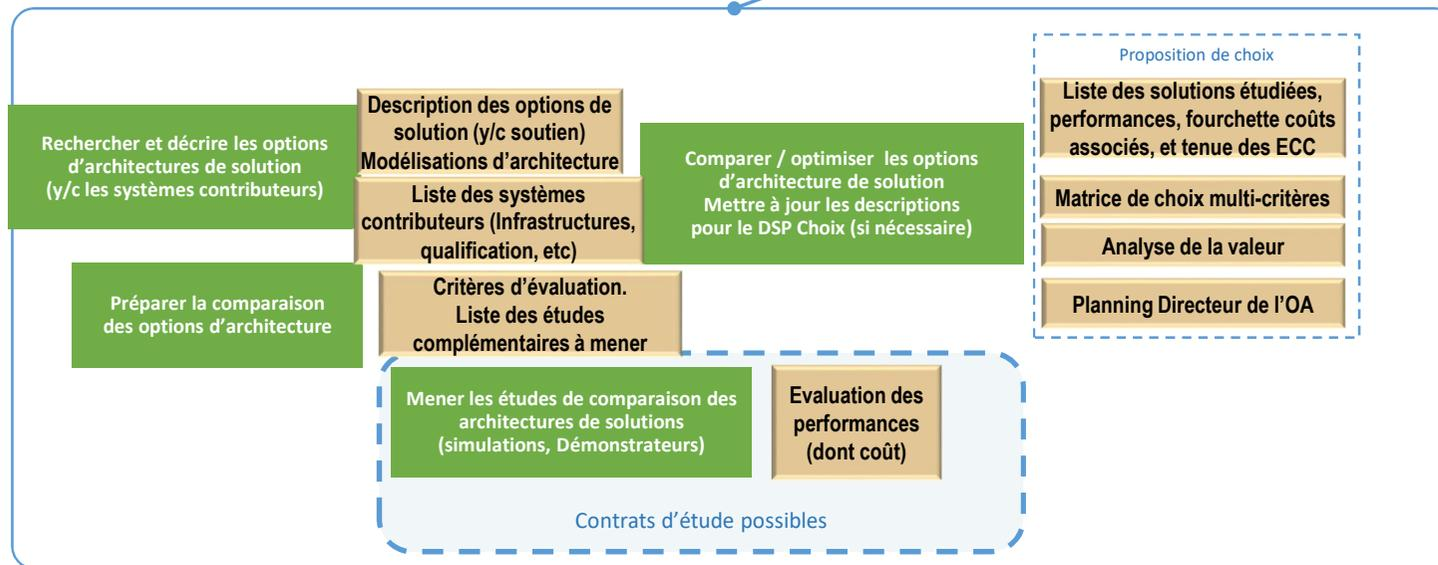 Rechercher et décrire les options
d’architectures de solution
(y/c les systèmes contributeurs)
Description des options de
solution (y/c soutien)
Modélisations d’architecture
Liste des systèmes
contributeurs (Infrastructures,
qualification, etc)
Préparer la comparaison
des options d’architecture
Critères d’évaluation.
Liste des études
complémentaires à mener
Mener les études de comparaison des
architectures de solutions
(simulations, Démonstrateurs)
Evaluation des
performances
(dont coût)
Contrats d’étude possibles
Comparer / optimiser les options
d’architecture de solution
Mettre à jour les descriptions
pour le DSP Choix (si nécessaire)
Proposition de choix
Liste des solutions étudiées,
performances, fourchette coûts
associés, et tenue des ECC
Matrice de choix multi-critères
Analyse de la valeur
Planning Directeur de l’OA